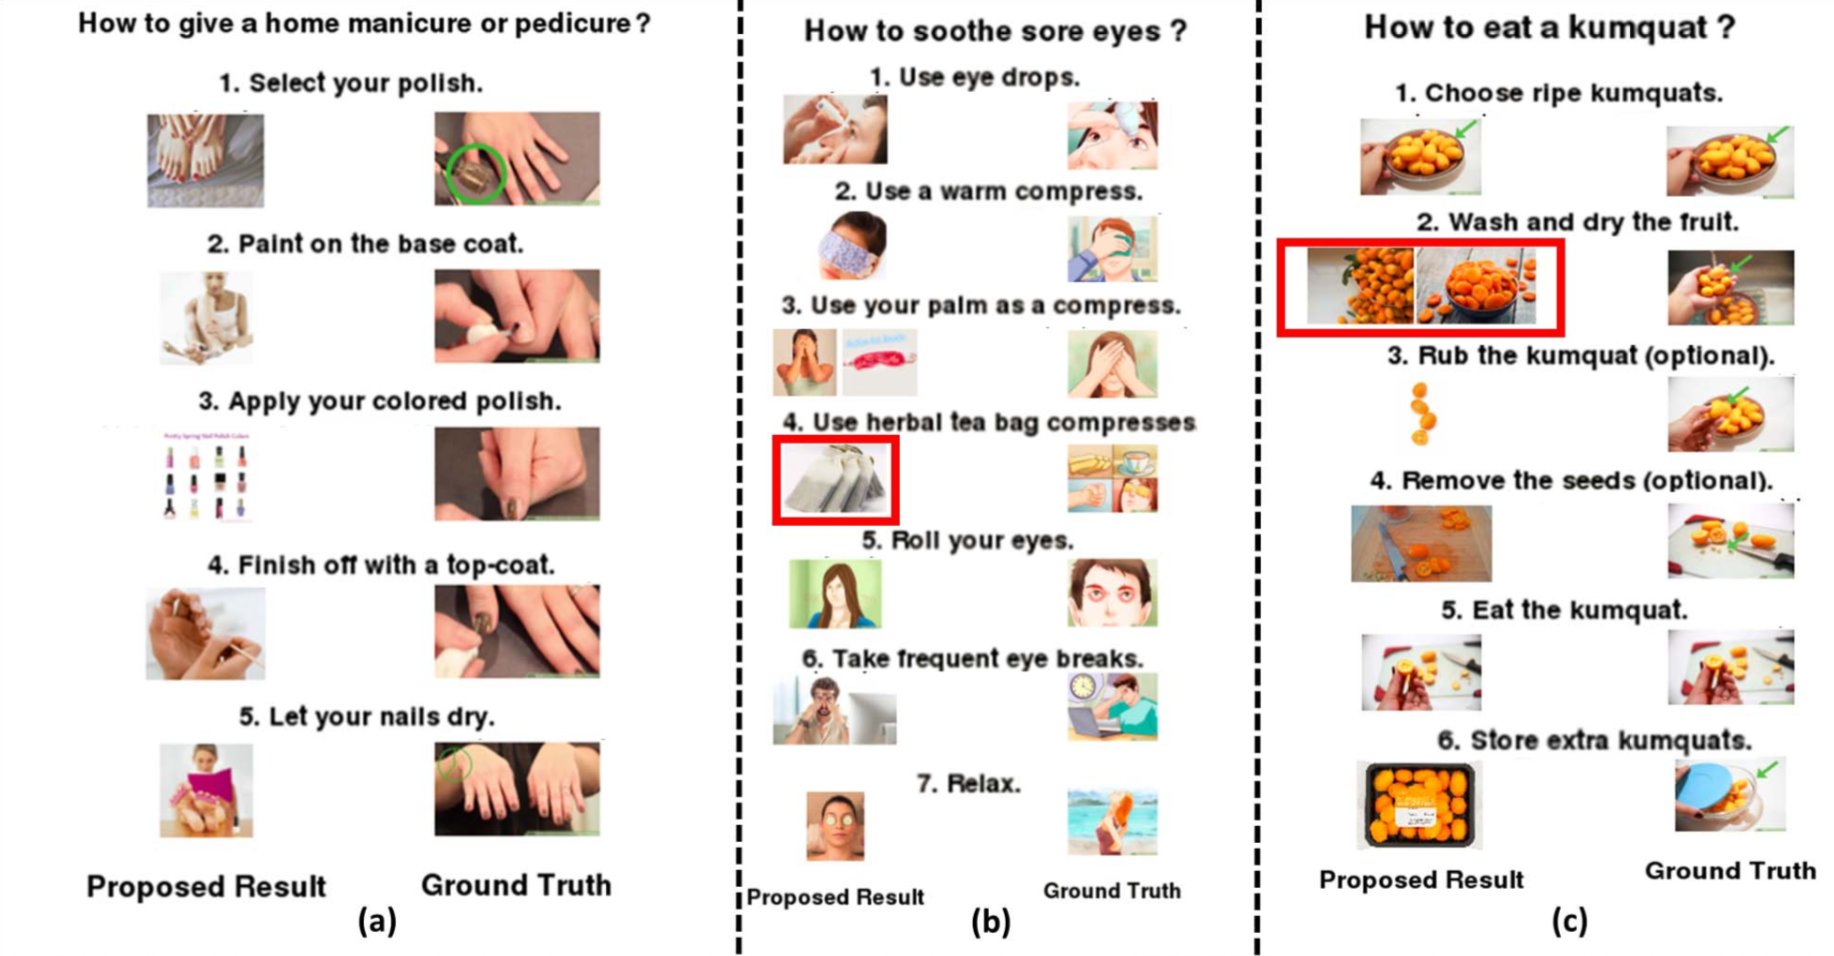 How to give a home manicure or pedicure?
1. Select your polish.
2. Paint on the base coat.
3. Apply your colored polish.
Pretty Spring Nail Polish Colors
4. Finish off with a top-coat.
5. Let your nails dry.
Proposed Result
Ground Truth
(a)
How to soothe sore eyes ?
1. Use eye drops.
2. Use a warm compress.
3. Use your palm as a compress.
4. Use herbal tea bag compresses
5. Roll your eyes.
6. Take frequent eye breaks.
7. Relax.
Proposed Result
Ground Truth
(b)
How to eat a kumquat ?
1. Choose ripe kumquats.
2. Wash and dry the fruit.
3. Rub the kumquat (optional).
4. Remove the seeds (optional).
5. Eat the kumquat.
6. Store extra kumquats.
Proposed Result
Ground Truth
(c)